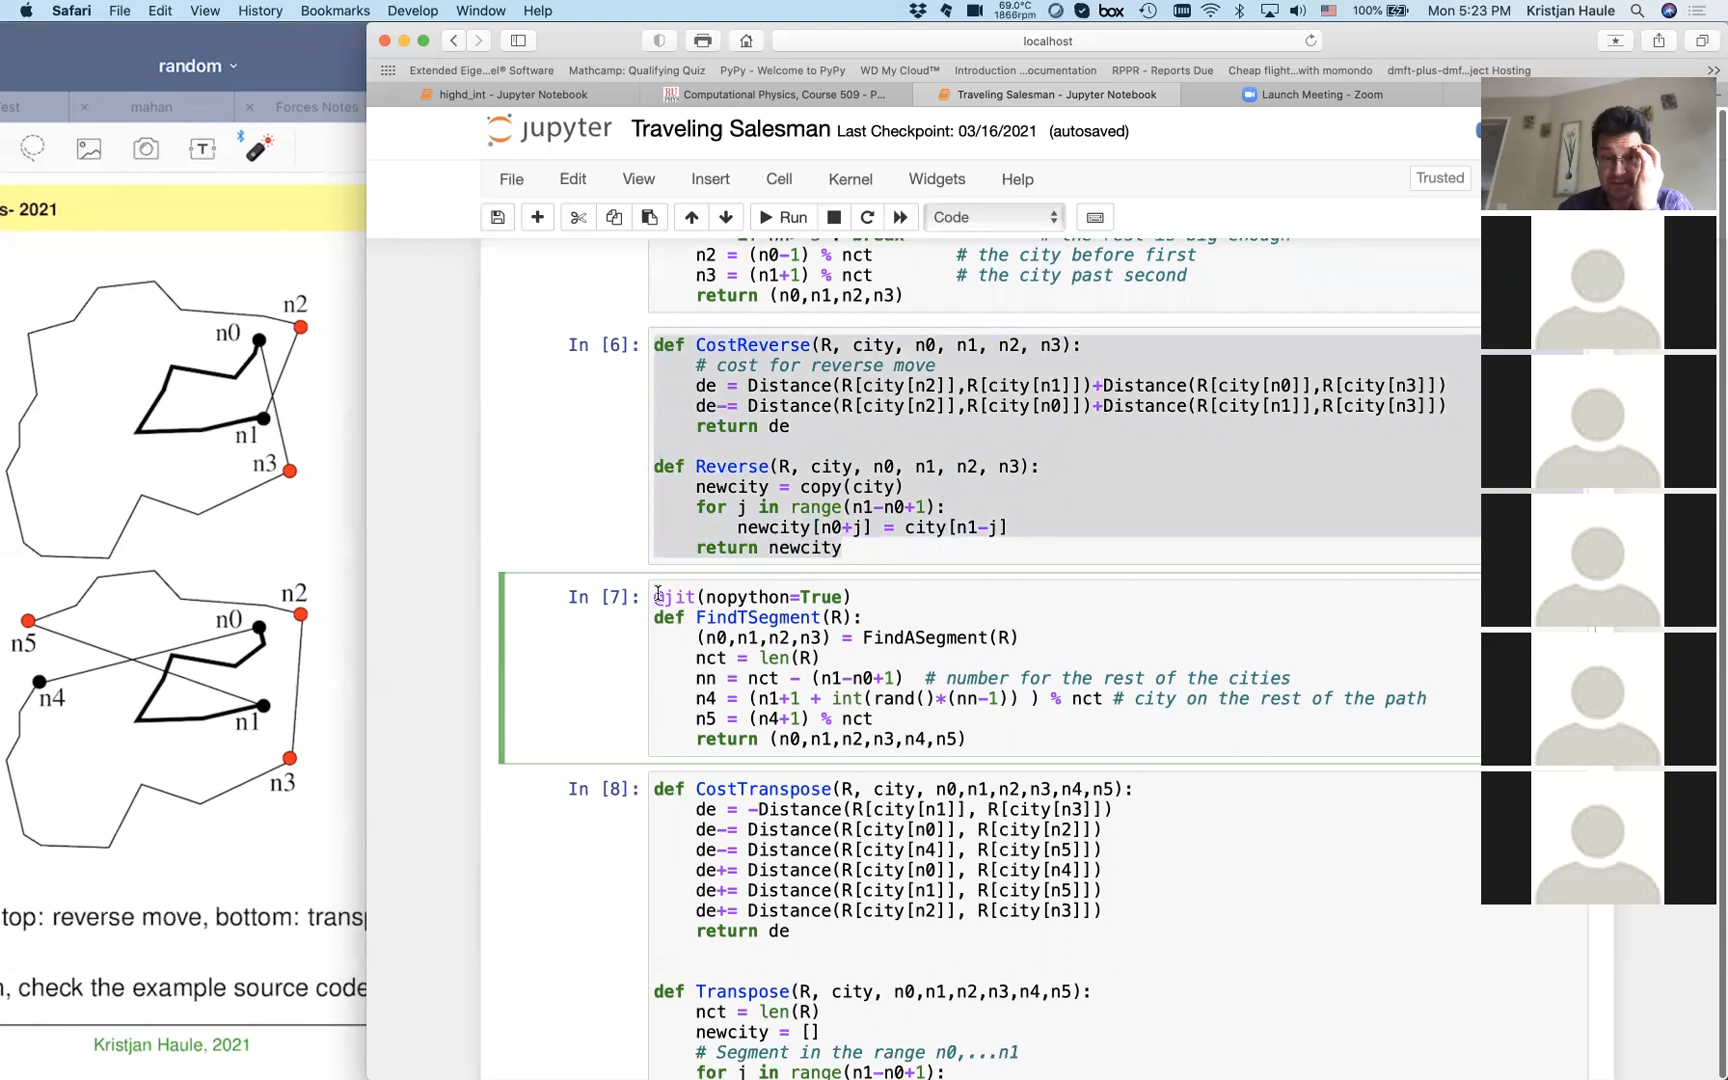 Safari File Edit View History Bookmarks Develop Window Help 69.0°C 1866rpm box 100% Mon 5:23 PM Kristjan Haule
random
localhost
Extended Eige...el® Software Mathcamp: Qualifying Quiz PyPy - Welcome to PyPy WD My Cloud™ Introduction ...ocumentation RPPR - Reports Due Cheap flight...with momondo dmft-plus-dmf...ject Hosting
Test mahan Forces Notes
highd_int - Jupyter Notebook Computational Physics, Course 509 - P... Traveling Salesman - Jupyter Notebook Launch Meeting - Zoom
jupyter Traveling Salesman Last Checkpoint: 03/16/2021 (autosaved)
T
File Edit View Insert Cell Kernel Widgets Help Trusted
s- 2021
Run Code
n2 = (n0-1) % nct # the city before first
n3 = (n1+1) % nct # the city past second
return (n0,n1,n2,n3)
n2
n0
n1
n3
In [6]: def CostReverse(R, city, n0, n1, n2, n3):
# cost for reverse move
de = Distance(R[city[n2]],R[city[n1]])+Distance(R[city[n0]],R[city[n3]])
de-= Distance(R[city[n2]],R[city[n0]])+Distance(R[city[n1]],R[city[n3]])
return de
def Reverse(R, city, n0, n1, n2, n3):
newcity = copy(city)
for j in range(n1-n0+1):
newcity[n0+j] = city[n1-j]
return newcity
n2
n0
n5
n4
n1
n3
In [7]: @jit(nopython=True)
def FindTSegment(R):
(n0,n1,n2,n3) = FindASegment(R)
nct = len(R)
nn = nct - (n1-n0+1) # number for the rest of the cities
n4 = (n1+1 + int(rand()*(nn-1)) ) % nct # city on the rest of the path
n5 = (n4+1) % nct
return (n0,n1,n2,n3,n4,n5)
In [8]: def CostTranspose(R, city, n0,n1,n2,n3,n4,n5):
de = -Distance(R[city[n1]], R[city[n3]])
de-= Distance(R[city[n0]], R[city[n2]])
de-= Distance(R[city[n4]], R[city[n5]])
de+= Distance(R[city[n0]], R[city[n4]])
de+= Distance(R[city[n1]], R[city[n5]])
de+= Distance(R[city[n2]], R[city[n3]])
return de
def Transpose(R, city, n0,n1,n2,n3,n4,n5):
nct = len(R)
newcity = []
# Segment in the range n0,...n1
for j in range(n1-n0+1):
top: reverse move, bottom: transp
n, check the example source code
Kristjan Haule, 2021